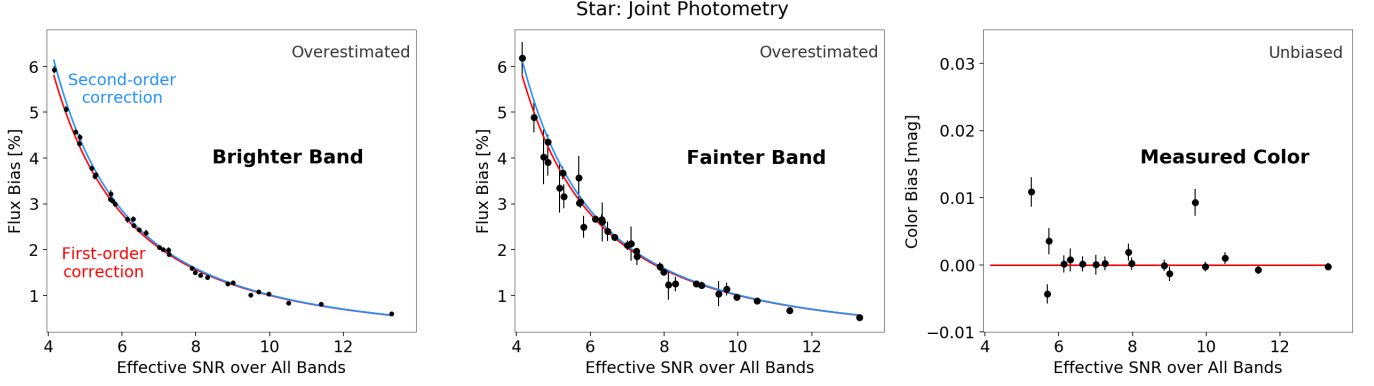 Star: Joint Photometry
Overestimated
Second-order
correction
Brighter Band
First-order
correction
Flux Bias [%]
6
5
4
3
2
1
4 6 8 10 12
Effective SNR over All Bands
Overestimated
Fainter Band
Flux Bias [%]
6
5
4
3
2
1
4 6 8 10 12
Effective SNR over All Bands
Unbiased
Measured Color
Color Bias [mag]
0.03
0.02
0.01
0.00
−0.01
4 6 8 10 12
Effective SNR over All Bands